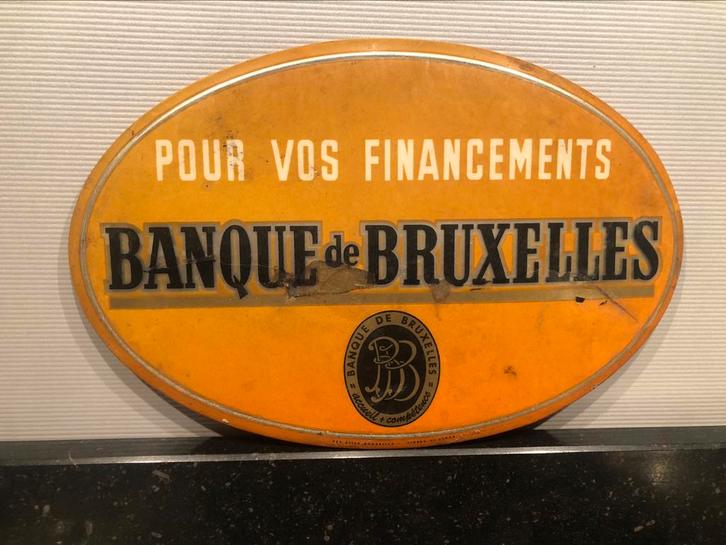 POUR VOS FINANCEMENTS
BANQUE de BRUXELLES
= BANQUE DE BRUXELLES =
BB
accueil + compétence